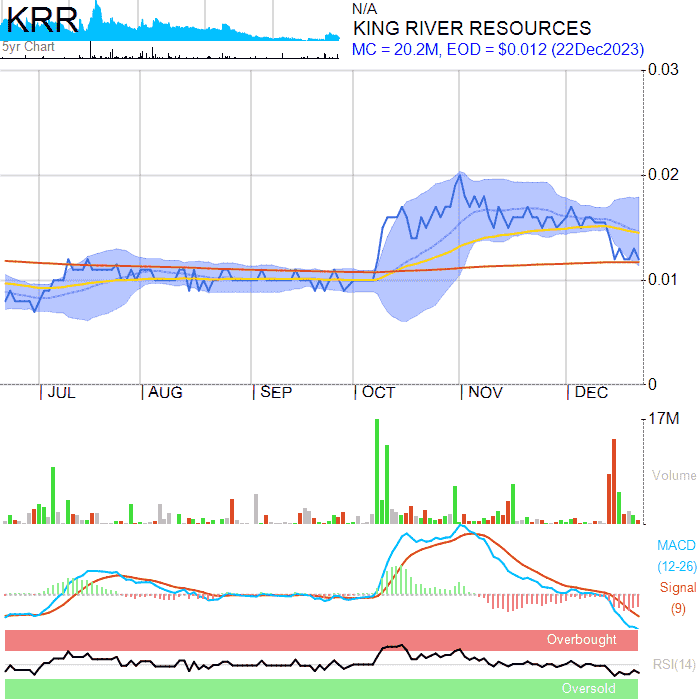 KRR
5yr Chart
N/A
KING RIVER RESOURCES
MC = 20.2M, EOD = $0.012 (22Dec2023)
0.03
0.02
0.01
0
JUL AUG SEP OCT NOV DEC
17M
Volume
MACD
(12-26)
Signal
(9)
Overbought
RSI(14)
Oversold